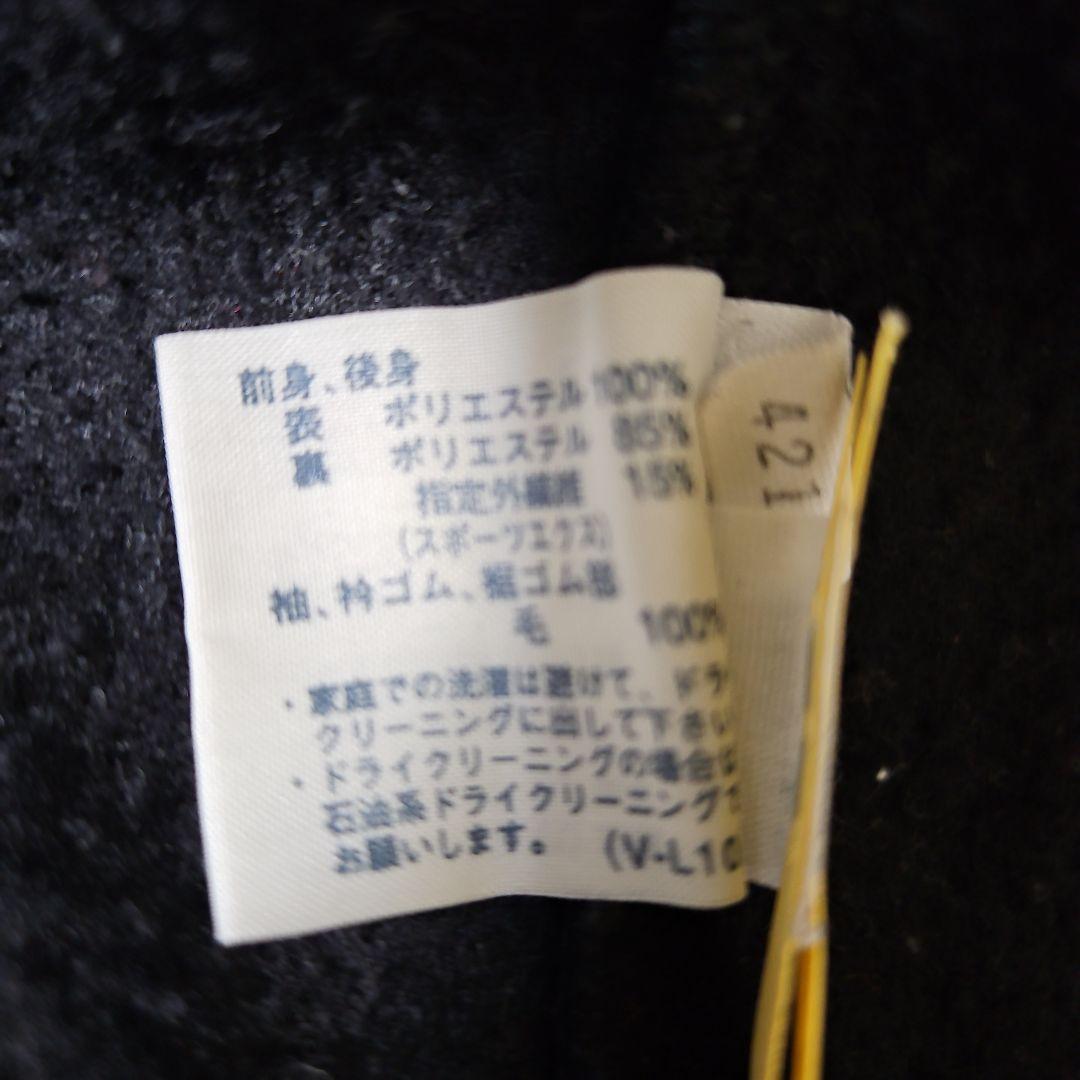 前身、後身
表 ポリエステル 100%
裏 ポリエステル 85%
指定外繊維 15%
(スポーツエクス)
袖、衿ゴム、裾ゴム部
毛 100%
・家庭での洗濯は避けて、ドラ
クリーニングに出して下さい
・ドライクリーニングの場合は
石油系ドライクリーニングで
お願いします。 (V-L10
421